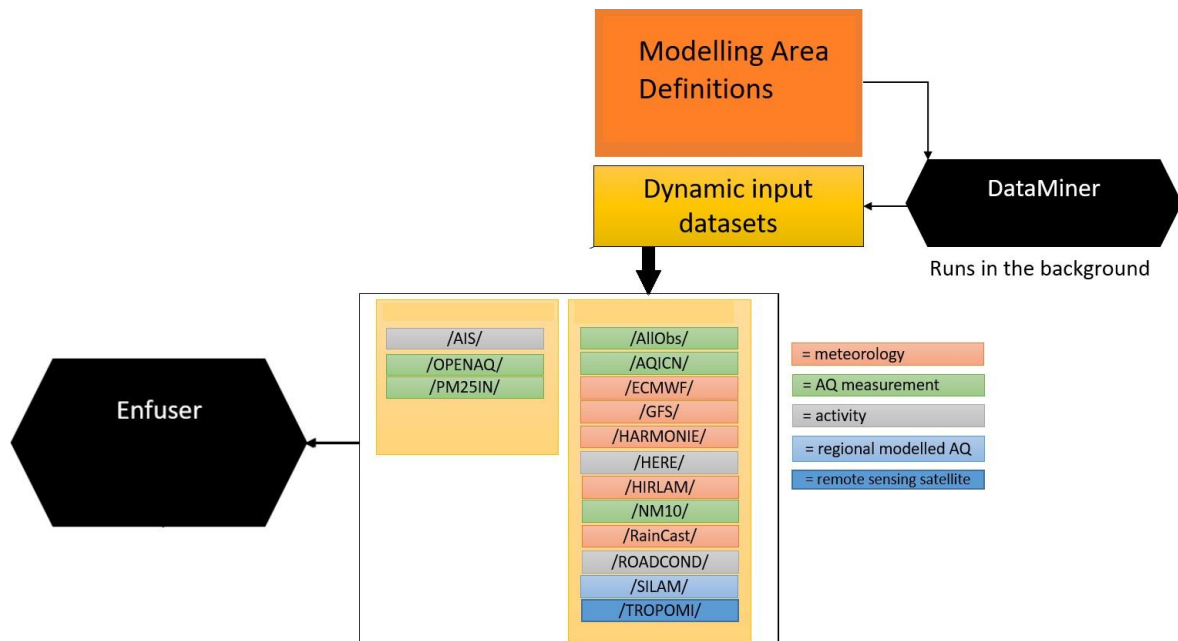 Modelling Area
Definitions
DataMiner
Dynamic input
datasets
Runs in the background
/AIS/
/OPENAQ/
/PM25IN/
/AllObs/
/AQICN/
/ECMWF/
/GFS/
/HARMONIE/
/HERE/
/HIRLAM/
/NM10/
/RainCast/
/ROADCOND/
/SILAM/
/TROPOMI/
= meteorology
= AQ measurement
= activity
= regional modelled AQ
= remote sensing satellite
Enfuser